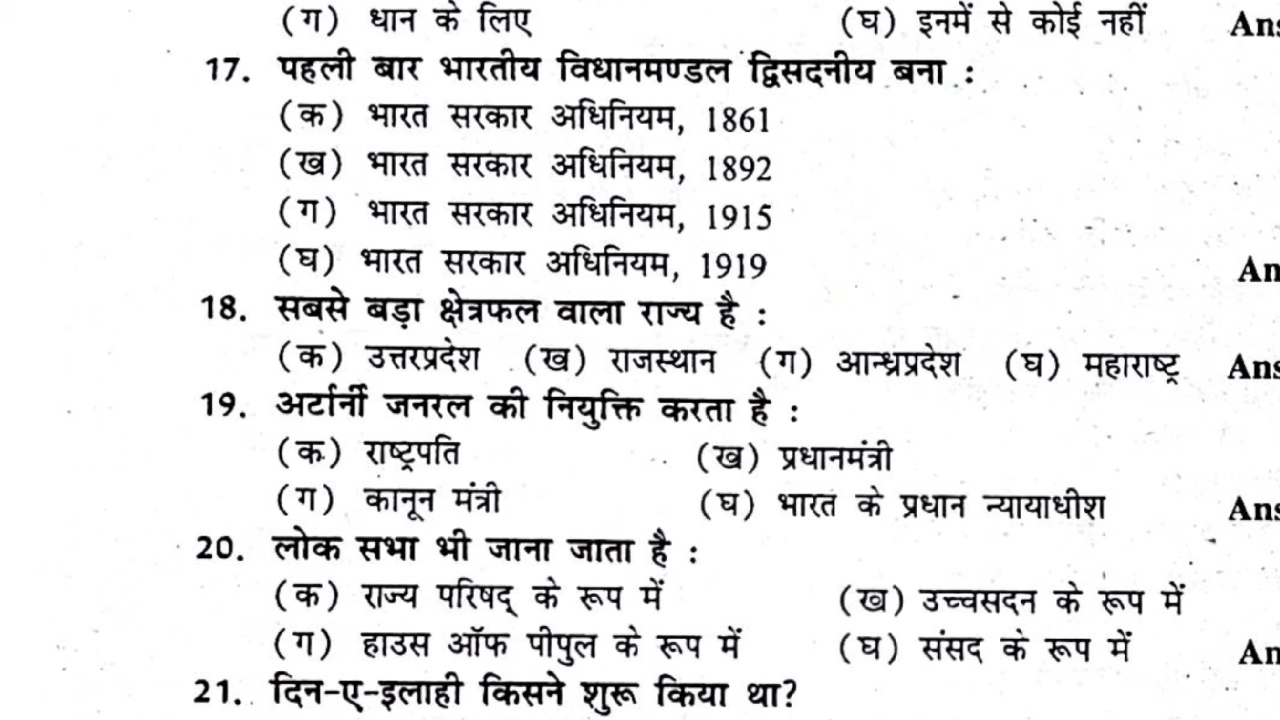 (ग) धान के लिए (घ) इनमें से कोई नहीं Ans
17. पहली बार भारतीय विधानमण्डल द्विसदनीय बना :
(क) भारत सरकार अधिनियम, 1861
(ख) भारत सरकार अधिनियम, 1892
(ग) भारत सरकार अधिनियम, 1915
(घ) भारत सरकार अधिनियम, 1919 An
18. सबसे बड़ा क्षेत्रफल वाला राज्य है :
(क) उत्तरप्रदेश (ख) राजस्थान (ग) आन्ध्रप्रदेश (घ) महाराष्ट्र Ans
19. अर्टार्नी जनरल की नियुक्ति करता है :
(क) राष्ट्रपति (ख) प्रधानमंत्री
(ग) कानून मंत्री (घ) भारत के प्रधान न्यायाधीश Ans
20. लोक सभा भी जाना जाता है :
(क) राज्य परिषद् के रूप में (ख) उच्चसदन के रूप में
(ग) हाउस ऑफ पीपुल के रूप में (घ) संसद के रूप में An
21. दिन-ए-इलाही किसने शुरू किया था?